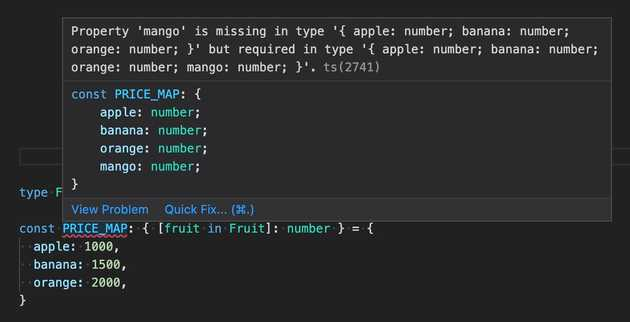 Property 'mango' is missing in type '{ apple: number; banana: number;
orange: number; }' but required in type '{ apple: number; banana: number;
orange: number; mango: number; }'. ts(2741)
const PRICE_MAP: {
    apple: number;
    banana: number;
    orange: number;
    mango: number;
}
View Problem Quick Fix... (⌘.)
type F
const PRICE_MAP: { [fruit in Fruit]: number } = {
  apple: 1000,
  banana: 1500,
  orange: 2000,
}